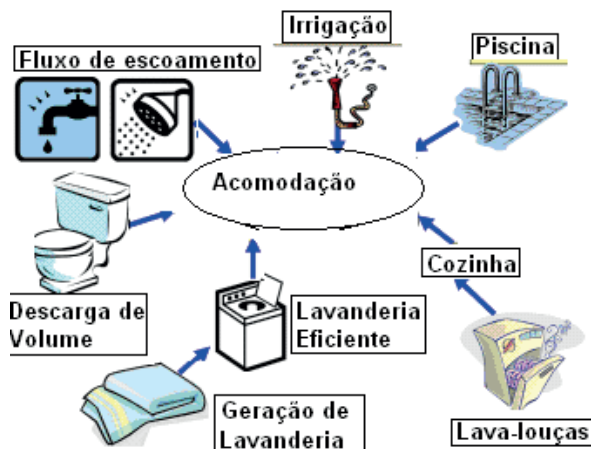 Irrigação
Piscina
Fluxo de escoamento
Acomodação
Cozinha
Descarga de
Volume
Lavanderia
Eficiente
Geração de
Lavanderia
Lava-louças